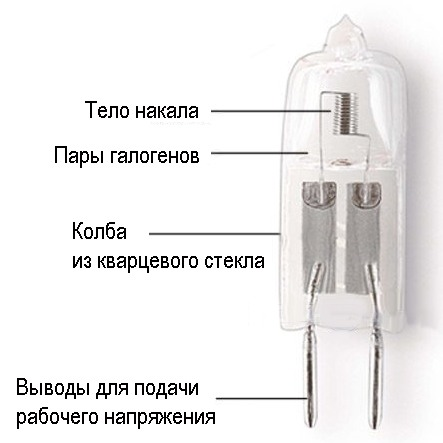 Тело накала
Пары галогенов
Колба
из кварцевого стекла
Выводы для подачи
рабочего напряжения